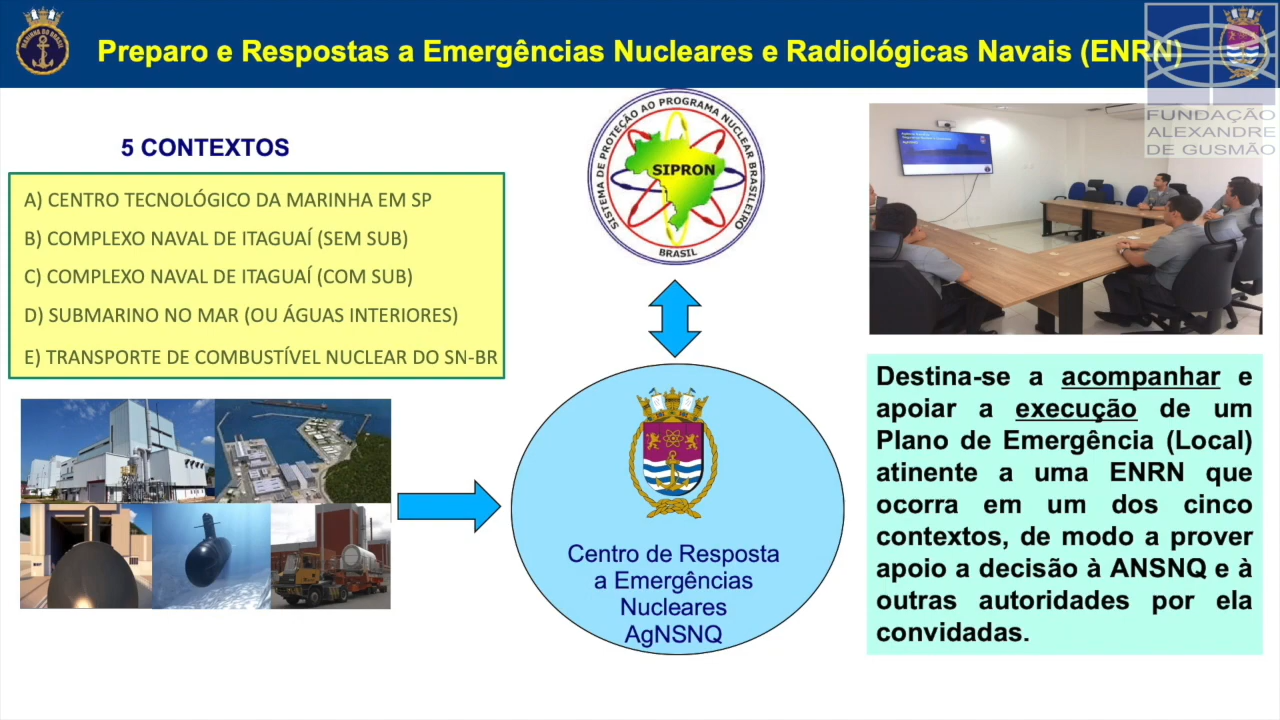 MARINHA DO BRASIL
Preparo e Respostas a Emergências Nucleares e Radiológicas Navais (ENRN)
FUNDAÇÃO
ALEXANDRE
DE GUSMÃO
5 CONTEXTOS
A) CENTRO TECNOLÓGICO DA MARINHA EM SP
B) COMPLEXO NAVAL DE ITAGUAÍ (SEM SUB)
C) COMPLEXO NAVAL DE ITAGUAÍ (COM SUB)
D) SUBMARINO NO MAR (OU ÁGUAS INTERIORES)
E) TRANSPORTE DE COMBUSTÍVEL NUCLEAR DO SN-BR
SISTEMA DE PROTEÇÃO AO PROGRAMA NUCLEAR BRASILEIRO
SIPRON
BRASIL
Centro de Resposta
a Emergências
Nucleares
AgNSNQ
Destina-se a acompanhar e
apoiar a execução de um
Plano de Emergência (Local)
atinente a uma ENRN que
ocorra em um dos cinco
contextos, de modo a prover
apoio a decisão à ANSNQ e à
outras autoridades por ela
convidadas.